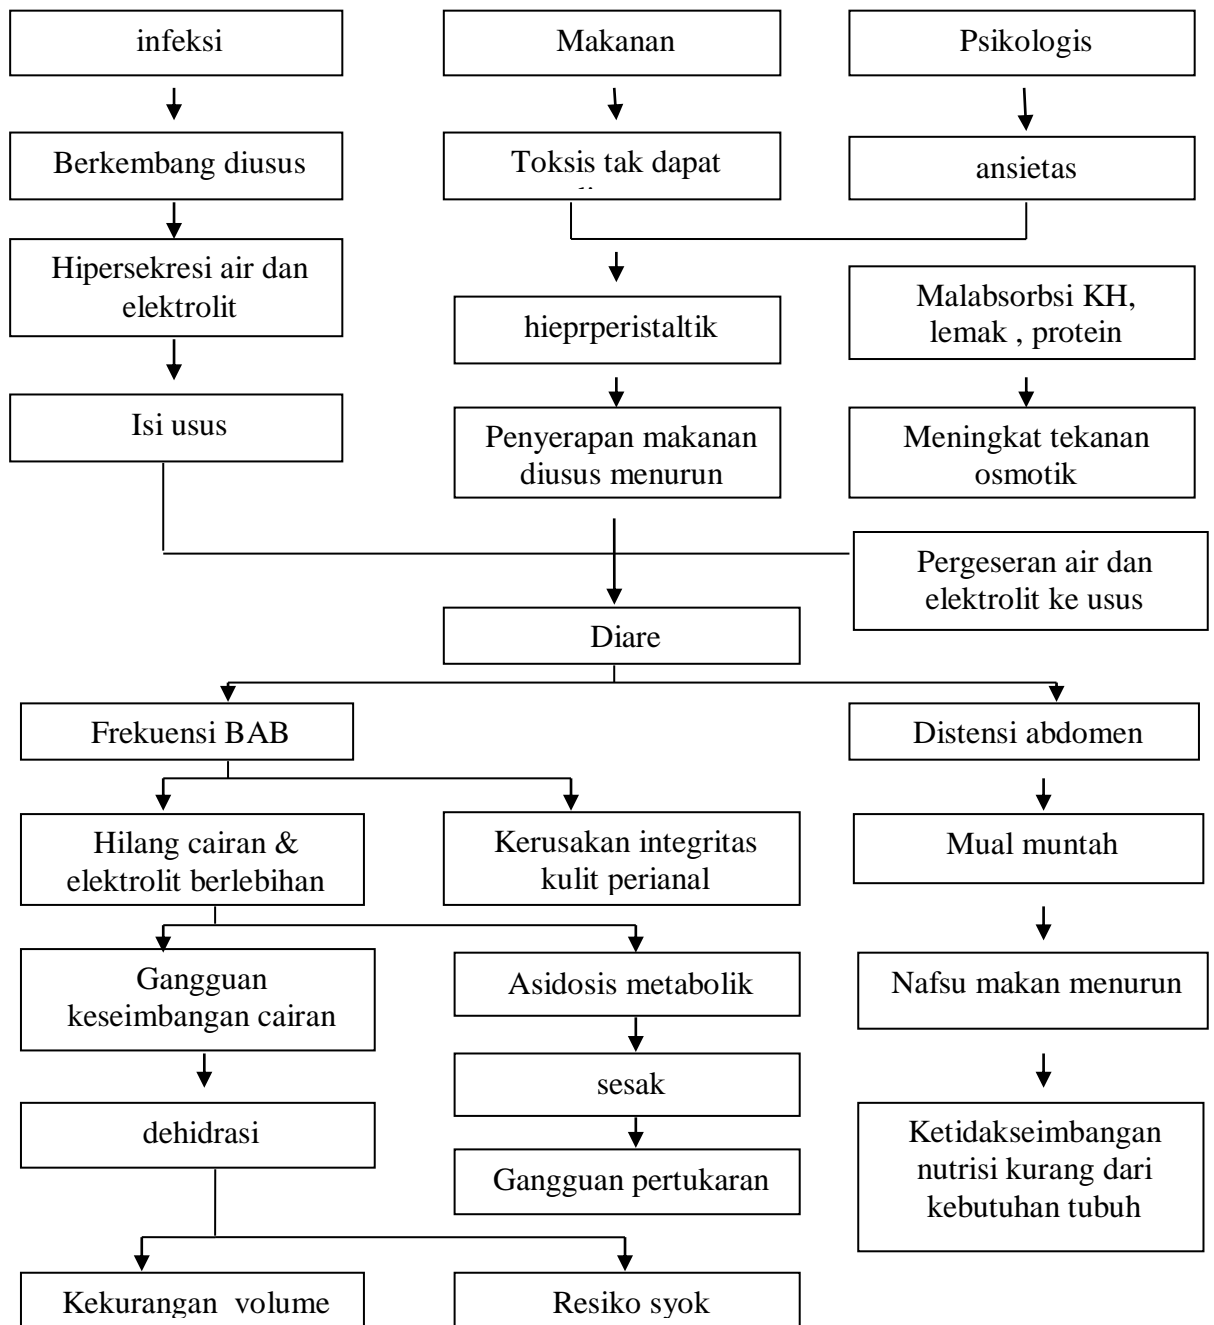 infeksi
Makanan
Psikologis
Berkembang diusus
Toksis tak dapat
ansietas
Hipersekresi air dan
elektrolit
hieprperistaltik
Malabsorbsi KH,
lemak , protein
Isi usus
Penyerapan makanan
diusus menurun
Meningkat tekanan
osmotik
Pergeseran air dan
elektrolit ke usus
Diare
Frekuensi BAB
Distensi abdomen
Hilang cairan &
elektrolit berlebihan
Kerusakan integritas
kulit perianal
Mual muntah
Gangguan
keseimbangan cairan
Asidosis metabolik
Nafsu makan menurun
sesak
dehidrasi
Gangguan pertukaran
Ketidakseimbangan
nutrisi kurang dari
kebutuhan tubuh
Kekurangan volume
Resiko syok